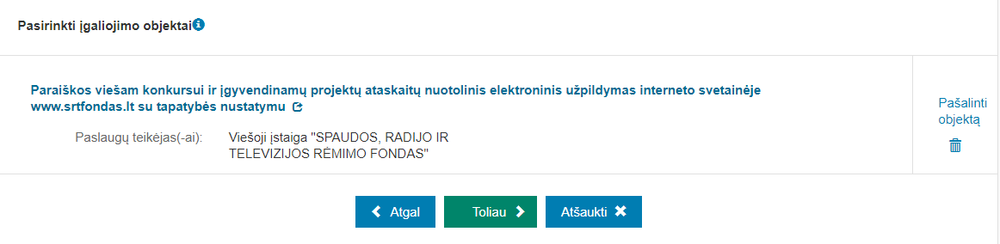 Pasirinkti įgaliojimo objektai
Paraiškos viešam konkursui ir įgyvendinamų projektų ataskaitų nuotolinis elektroninis užpildymas interneto svetainėje
www.srtfondas.lt su tapatybės nustatymu
Paslaugų teikėjas(-ai):
Viešoji įstaiga "SPAUDOS, RADIJO IR
TELEVIZIJOS RĖMIMO FONDAS"
Pašalinti
objektą
Atgal
Toliau
Atšaukti